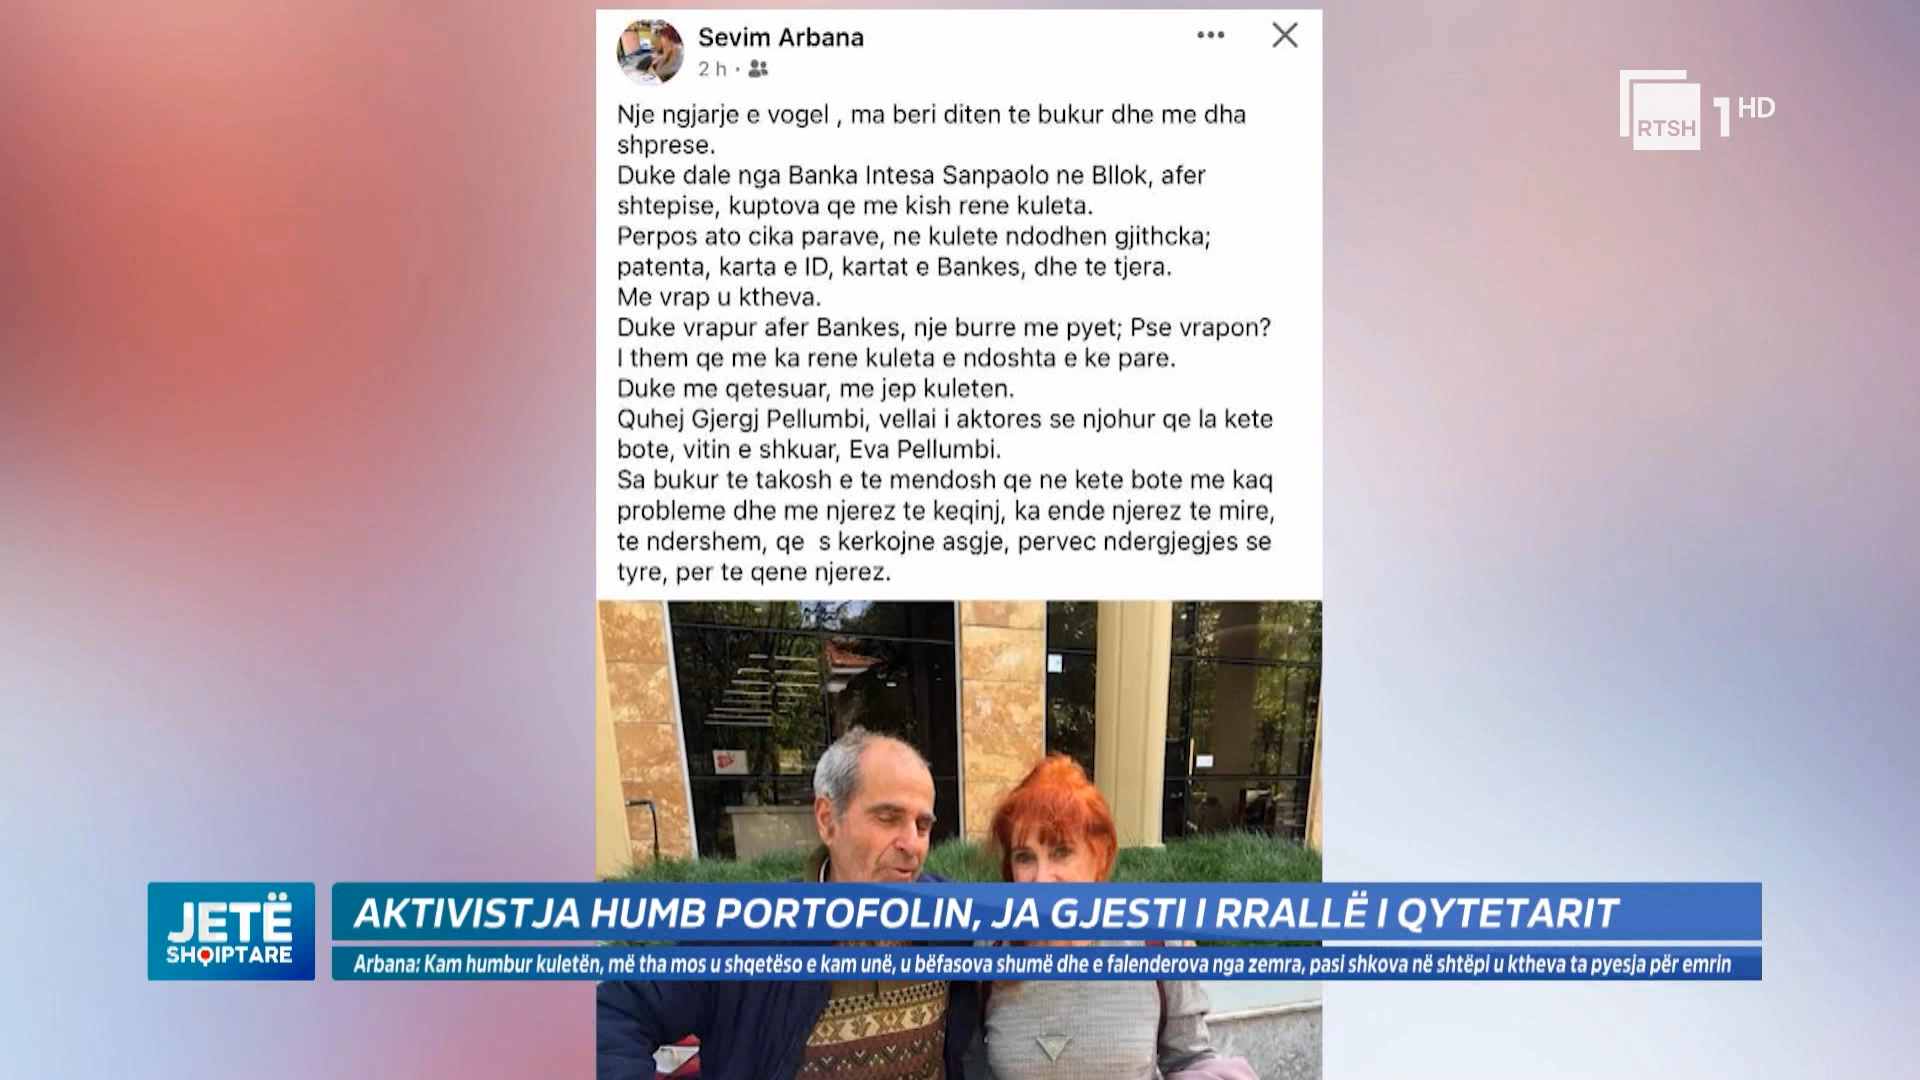 Sevim Arbana
2 h ·
RTSH 1 HD
Nje ngjarje e vogel , ma beri diten te bukur dhe me dha
shprese.
Duke dale nga Banka Intesa Sanpaolo ne Bllok, afer
shtepise, kuptova qe me kish rene kuleta.
Perpos ato cika parave, ne kulete ndodhen gjithcka;
patenta, karta e ID, kartat e Bankes, dhe te tjera.
Me vrap u ktheva.
Duke vrapur afer Bankes, nje burre me pyet; Pse vrapon?
I them qe me ka rene kuleta e ndoshta e ke pare.
Duke me qetesuar, me jep kuleten.
Quhej Gjergj Pellumbi, vellai i aktores se njohur qe la kete
bote, vitin e shkuar, Eva Pellumbi.
Sa bukur te takosh e te mendosh qe ne kete bote me kaq
probleme dhe me njerez te keqinj, ka ende njerez te mire,
te ndershem, qe  s kerkojne asgje, pervec ndergjegjes se
tyre, per te qene njerez.
JETË
SHQIPTARE
AKTIVISTJA HUMB PORTOFOLIN, JA GJESTI I RRALLË I QYTETARIT
Arbana: Kam humbur kuletën, më tha mos u shqetëso e kam unë, u bëfasova shumë dhe e falenderova nga zemra, pasi shkova në shtëpi u ktheva ta pyesja për emrin